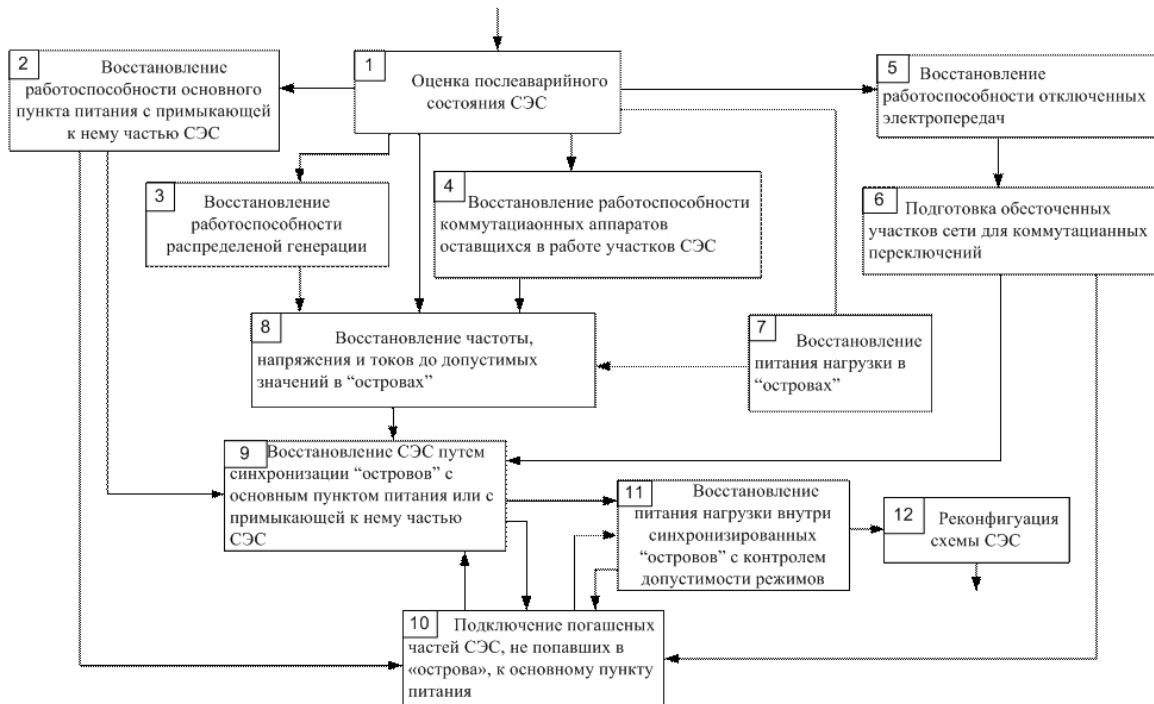 2
Восстановление
работоспособности основного
пункта питания с примыкающей
к нему частью СЭС
1
Оценка послеаварийного
состояния СЭС
5
Восстановление
работоспособности отключенных
электропередач
3
Восстановление
работоспособности
распределеной генерации
4
Восстановление работоспособности
коммутациаонных аппаратов
оставщихся в работе участков СЭС
6
Подготовка обесточенных
участков сети для коммутацианных
переключений
8
Восстановление частоты,
напряжения и токов до допустимых
значений в “островах”
7
Восстановление
питания нагрузки в
“островах”
9
Восстановление СЭС путем
синхронизации “островов” с
основным пунктом питания или с
примыкающей к нему частью
СЭС
11
Восстановление
питания нагрузки внутри
синхронизированных
“островов” с контролем
допустимости режимов
12
Реконфигуация
схемы СЭС
10
Подключение погашеных
частей СЭС, не попавших в
«острова», к основному пункту
питания